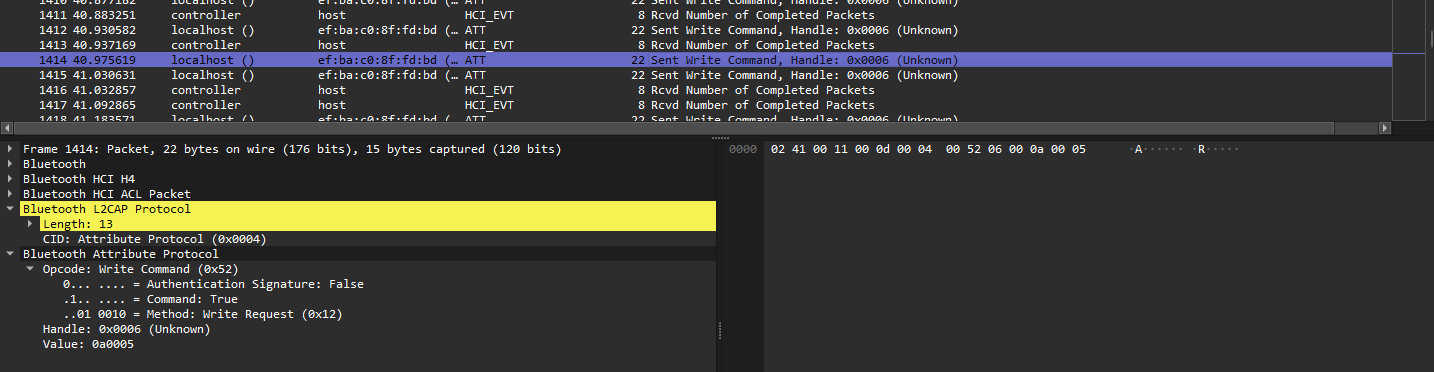 1410 40.877182 localhost () ef:ba:c0:8f:fd:bd (… ATT 22 Sent Write Command, Handle: 0x0006 (Unknown)
1411 40.883251 controller host HCI_EVT 8 Rcvd Number of Completed Packets
1412 40.930582 localhost () ef:ba:c0:8f:fd:bd (… ATT 22 Sent Write Command, Handle: 0x0006 (Unknown)
1413 40.937169 controller host HCI_EVT 8 Rcvd Number of Completed Packets
1414 40.975619 localhost () ef:ba:c0:8f:fd:bd (… ATT 22 Sent Write Command, Handle: 0x0006 (Unknown)
1415 41.030631 localhost () ef:ba:c0:8f:fd:bd (… ATT 22 Sent Write Command, Handle: 0x0006 (Unknown)
1416 41.032857 controller host HCI_EVT 8 Rcvd Number of Completed Packets
1417 41.092865 controller host HCI_EVT 8 Rcvd Number of Completed Packets
1418 41.183571 localhost () ef:ba:c0:8f:fd:bd (… ATT 22 Sent Write Command, Handle: 0x0006 (Unknown)
Frame 1414: Packet, 22 bytes on wire (176 bits), 15 bytes captured (120 bits)
Bluetooth
Bluetooth HCI H4
Bluetooth HCI ACL Packet
Bluetooth L2CAP Protocol
Length: 13
CID: Attribute Protocol (0x0004)
Bluetooth Attribute Protocol
Opcode: Write Command (0x52)
0... .... = Authentication Signature: False
.1.. .... = Command: True
..01 0010 = Method: Write Request (0x12)
Handle: 0x0006 (Unknown)
Value: 0a0005
0000 02 41 00 11 00 0d 00 04 00 52 06 00 0a 00 05 ·A······ ·R·····